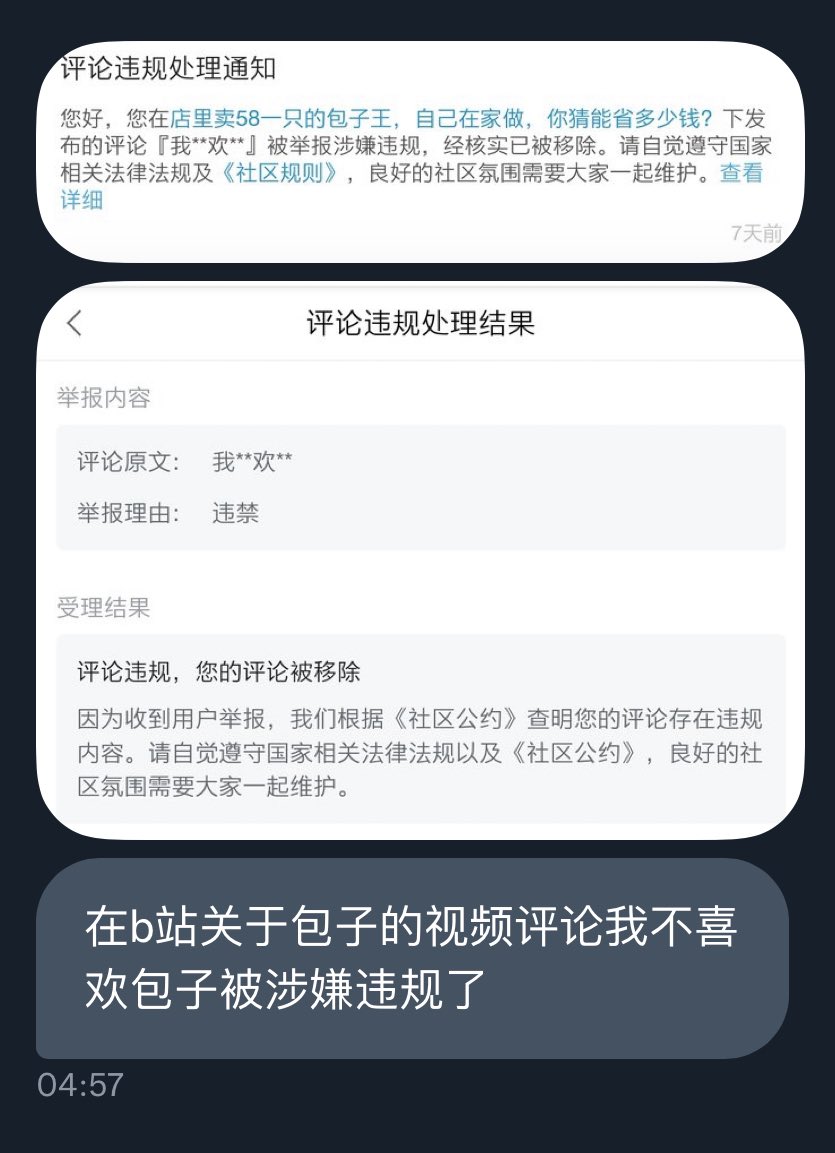 评论违规处理通知
您好，您在店里卖58一只的包子王，自己在家做，你猜能省多少钱？下发
布的评论『我**欢**』被举报涉嫌违规，经核实已被移除。请自觉遵守国家
相关法律法规及《社区规则》，良好的社区氛围需要大家一起维护。查看
详细
7天前
评论违规处理结果
举报内容
评论原文： 我**欢**
举报理由： 违禁
受理结果
评论违规，您的评论被移除
因为收到用户举报，我们根据《社区公约》查明您的评论存在违规
内容。请自觉遵守国家相关法律法规以及《社区公约》，良好的社
区氛围需要大家一起维护。
在b站关于包子的视频评论我不喜
欢包子被涉嫌违规了
04:57